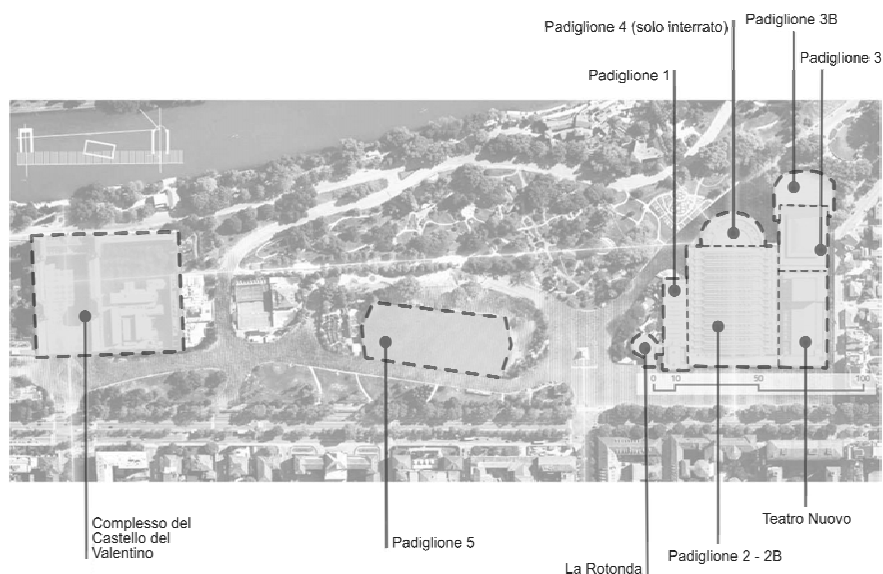 Padiglione 3B
Padiglione 4 (solo interrato)
Padiglione 3
Padiglione 1
0 10 50 100
Complesso del
Castello del
Valentino
Padiglione 5
La Rotonda
Padiglione 2 - 2B
Teatro Nuovo